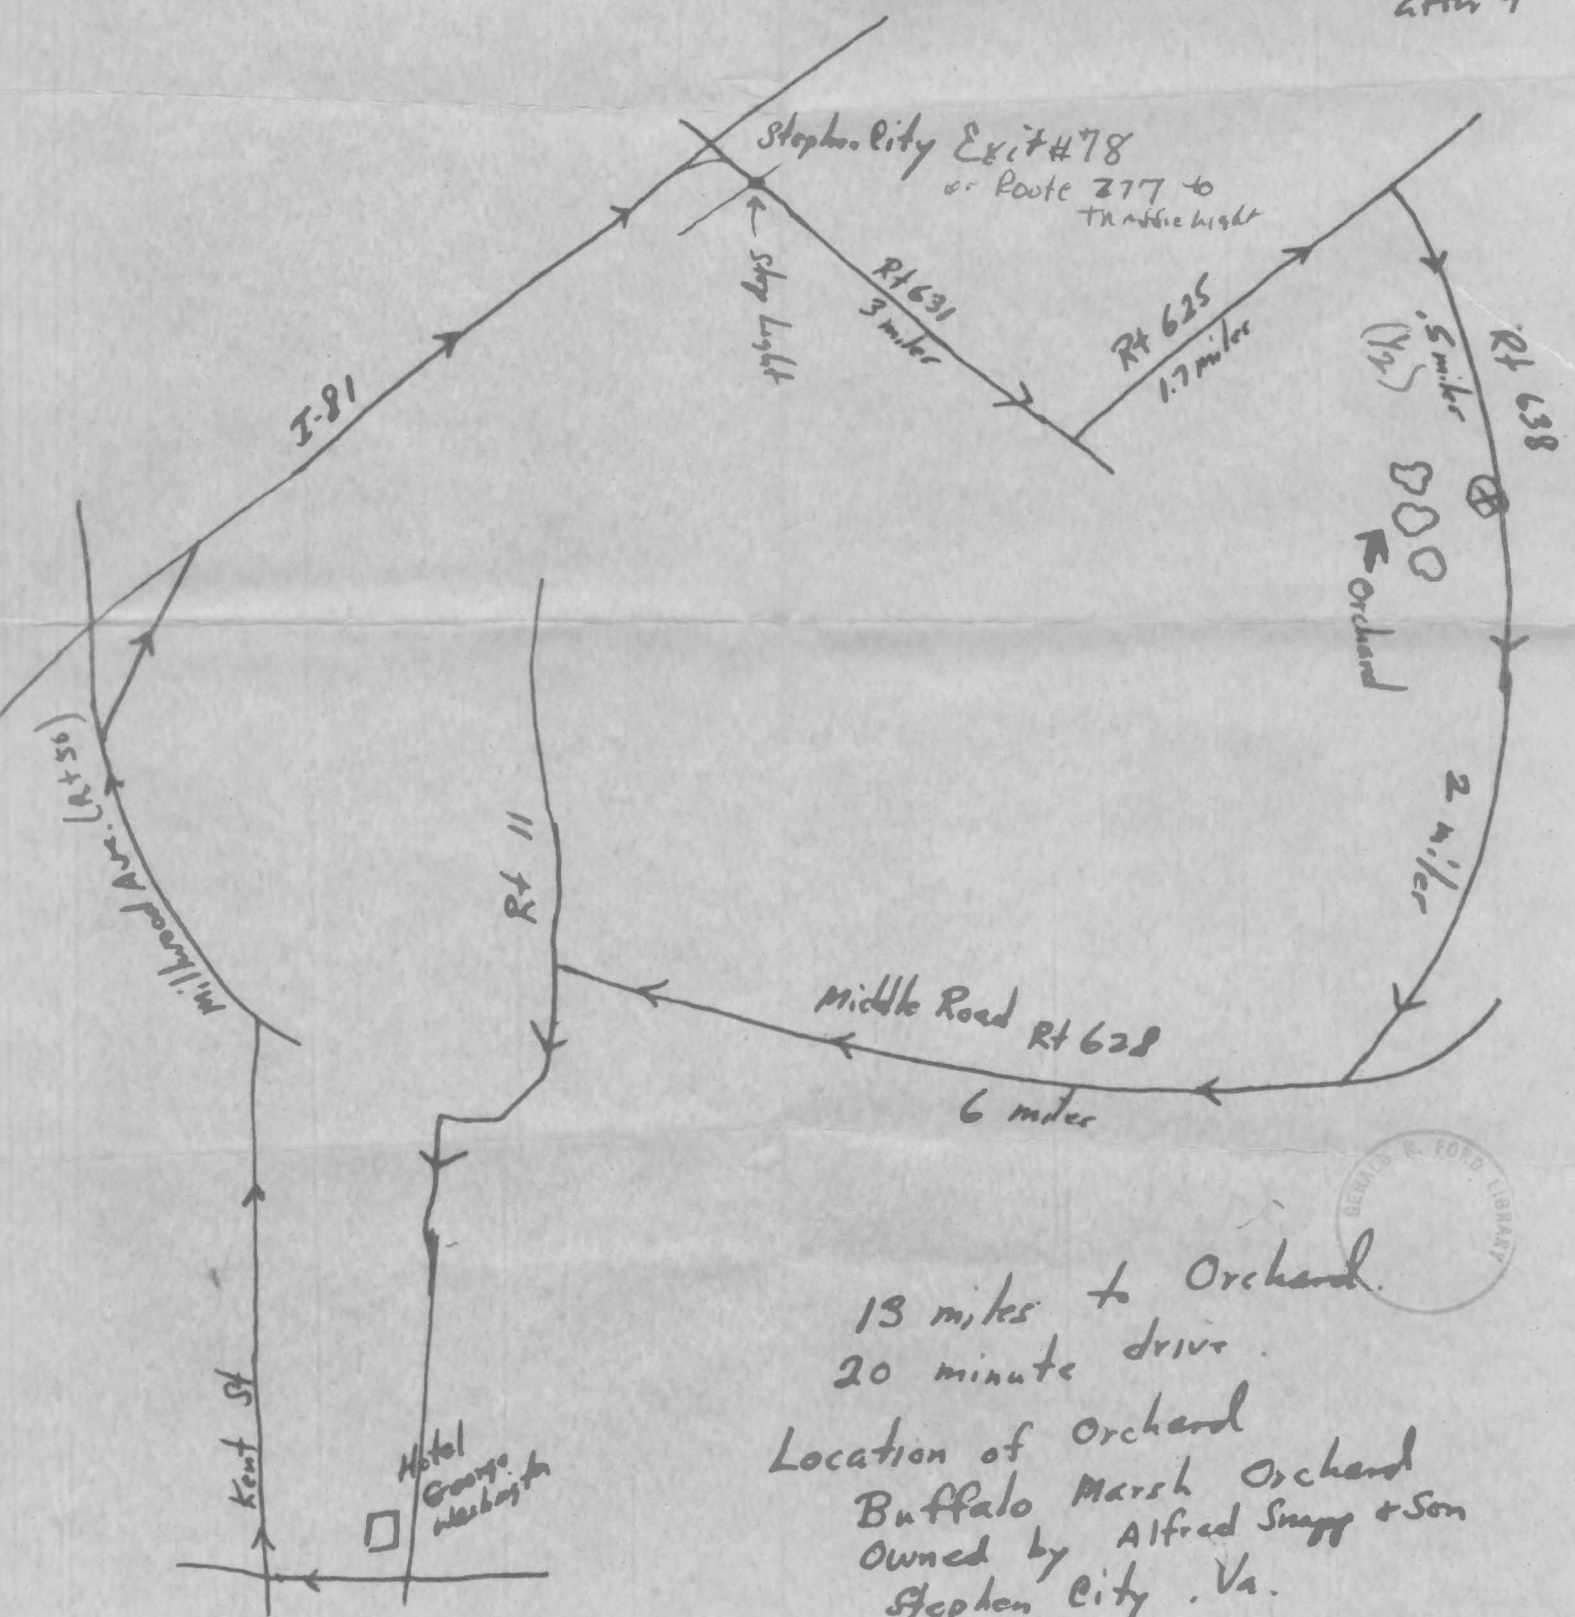 after 9
Stephen City Exit #78
or Route 277 to
Traffic Light
Stop Light
Rt 631
3 miles
Rt 625
1.7 miles
Rt 638
.5 miles
(1/2)
Orchard
I-81
2 miles
Rt 11
Millwood Ave. (Rt 50)
Middle Road Rt 628
6 miles
Kent St
Hotel
George
Washington
GERALD R. FORD LIBRARY
13 miles to Orchard.
20 minute drive.
Location of Orchard
Buffalo Marsh Orchard
Owned by Alfred Snapp & Son
Stephen City, Va.